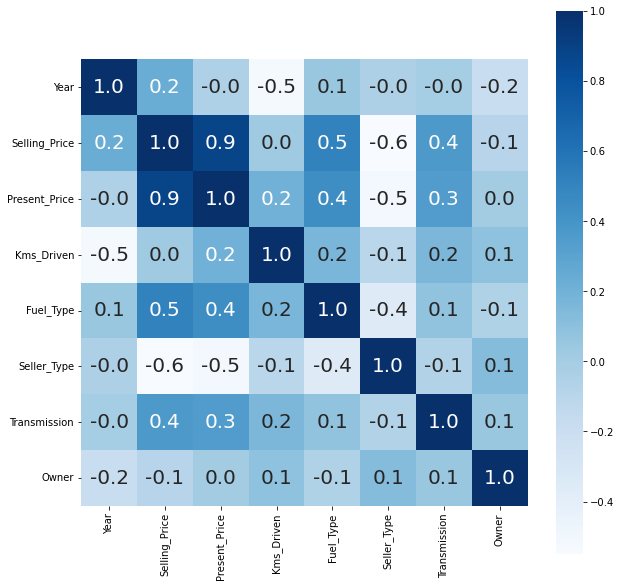 Year 1.0 0.2 -0.0 -0.5 0.1 -0.0 -0.0 -0.2
Selling_Price 0.2 1.0 0.9 0.0 0.5 -0.6 0.4 -0.1
Present_Price -0.0 0.9 1.0 0.2 0.4 -0.5 0.3 0.0
Kms_Driven -0.5 0.0 0.2 1.0 0.2 -0.1 0.2 0.1
Fuel_Type 0.1 0.5 0.4 0.2 1.0 -0.4 0.1 -0.1
Seller_Type -0.0 -0.6 -0.5 -0.1 -0.4 1.0 -0.1 0.1
Transmission -0.0 0.4 0.3 0.2 0.1 -0.1 1.0 0.1
Owner -0.2 -0.1 0.0 0.1 -0.1 0.1 0.1 1.0
Year
Selling_Price
Present_Price
Kms_Driven
Fuel_Type
Seller_Type
Transmission
Owner
1.0
0.8
0.6
0.4
0.2
0.0
−0.2
−0.4